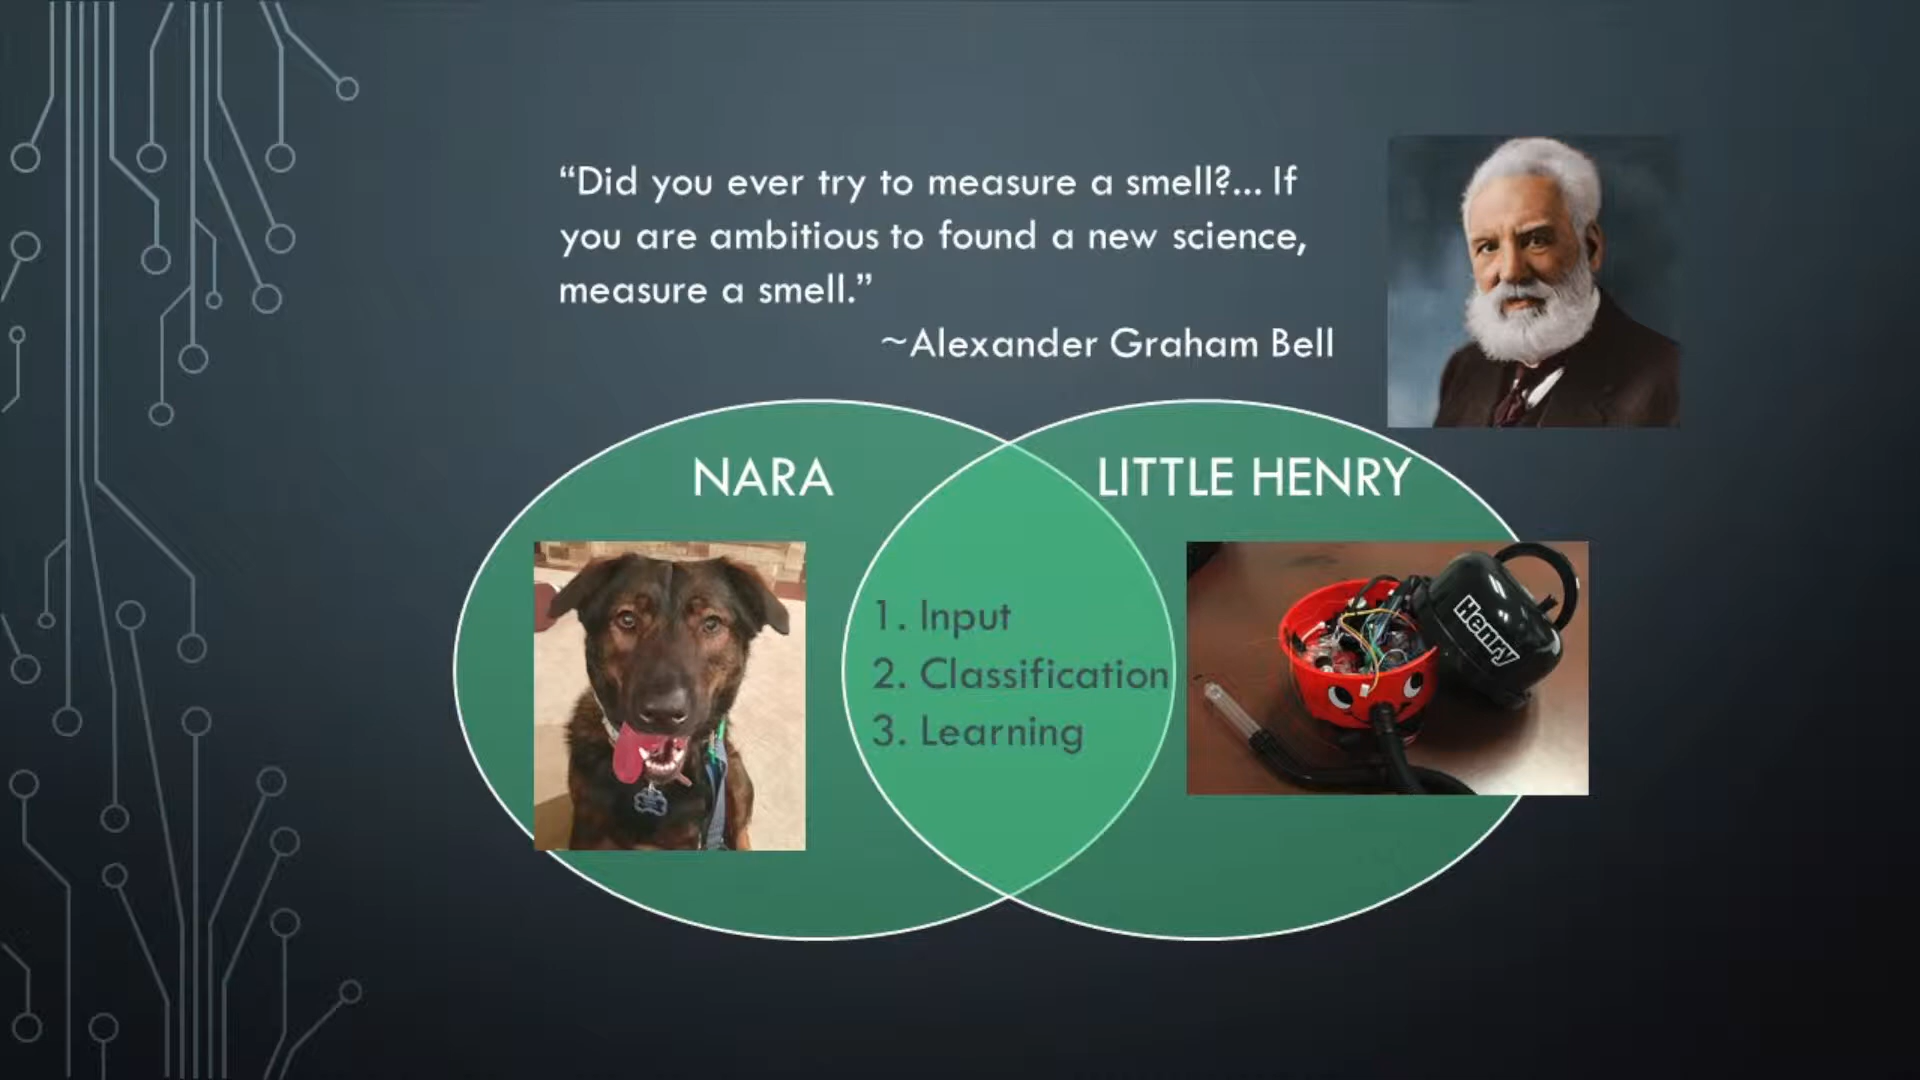 “Did you ever try to measure a smell?... If
you are ambitious to found a new science,
measure a smell.”
~Alexander Graham Bell
NARA
LITTLE HENRY
1. Input
2. Classification
3. Learning
Henry